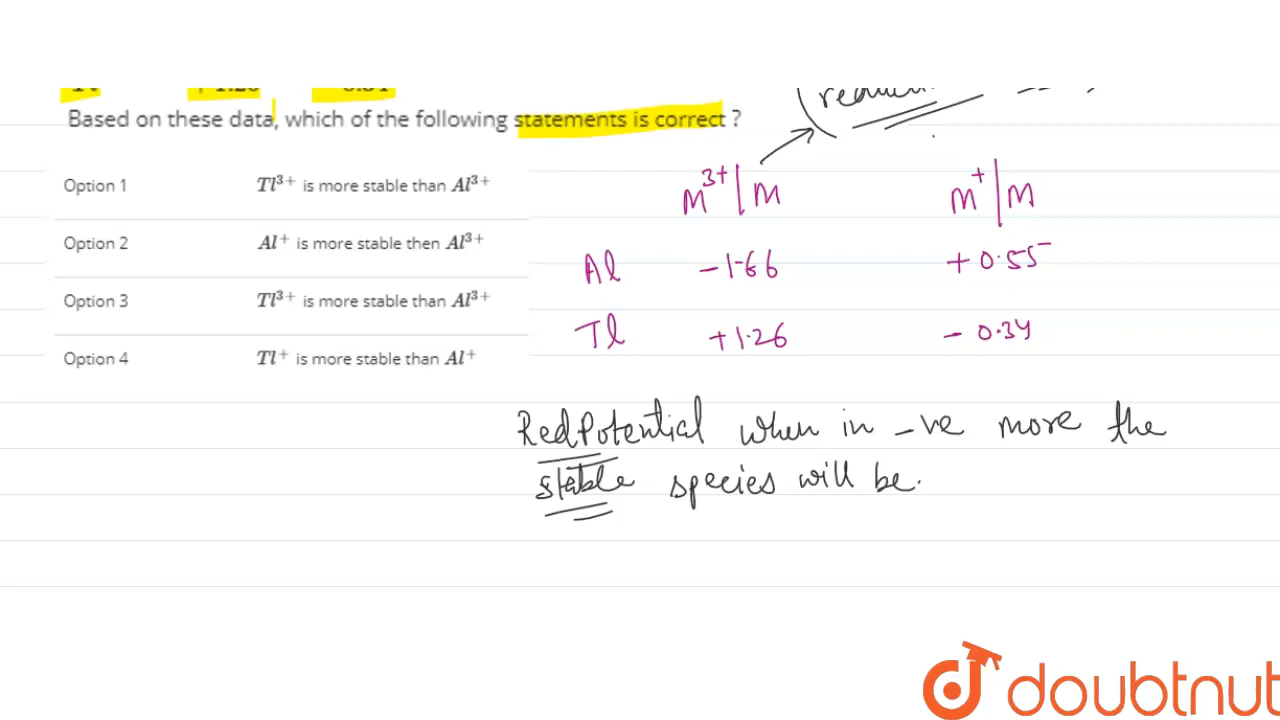 + 1.26
Based on these data, which of the following statements is correct ?
Option 1 Tl³⁺ is more stable than Al³⁺
Option 2 Al⁺ is more stable then Al³⁺
Option 3 Tl³⁺ is more stable than Al³⁺
Option 4 Tl⁺ is more stable than Al⁺
M³⁺|M M⁺|M
Al -1.66 +0.55
Tl +1.26 -0.34
RedPotential when in -ve more the
stable species will be.
doubtnut